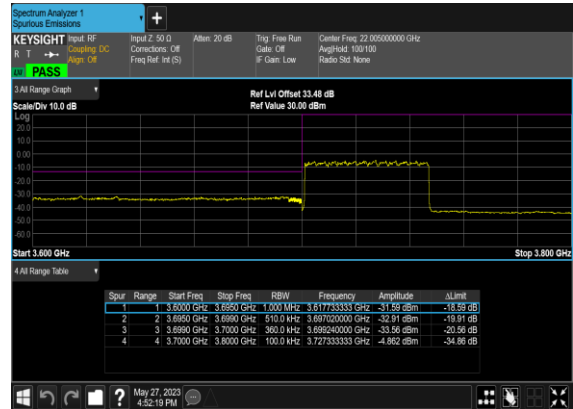 Spectrum Analyzer 1
Spurious Emissions
+
KEYSIGHT Input: RF
R T Coupling: DC
Align: Off
Input Z: 50 Ω
Corrections: Off
Freq Ref: Int (S)
Atten: 20 dB
Trig: Free Run
Gate: Off
IF Gain: Low
Center Freq: 22.005000000 GHz
Avg|Hold: 100/100
Radio Std: None
PASS
3 All Range Graph
Ref Lvl Offset 33.48 dB
Scale/Div 10.0 dB
Ref Value 30.00 dBm
Log
20.0
10.0
0.00
-10.0
-20.0
-30.0
-40.0
-50.0
-60.0
Start 3.600 GHz
Stop 3.800 GHz
4 All Range Table
Spur Range Start Freq Stop Freq RBW Frequency Amplitude ΔLimit
1 1 3.6000 GHz 3.6950 GHz 1.000 MHz 3.617733333 GHz -31.59 dBm -18.59 dB
2 2 3.6950 GHz 3.6990 GHz 510.0 kHz 3.697020000 GHz -32.91 dBm -19.91 dB
3 3 3.6990 GHz 3.7000 GHz 360.0 kHz 3.699240000 GHz -33.56 dBm -20.56 dB
4 4 3.7000 GHz 3.8000 GHz 100.0 kHz 3.727333333 GHz -4.862 dBm -34.86 dB
?
May 27, 2023
4:52:19 PM